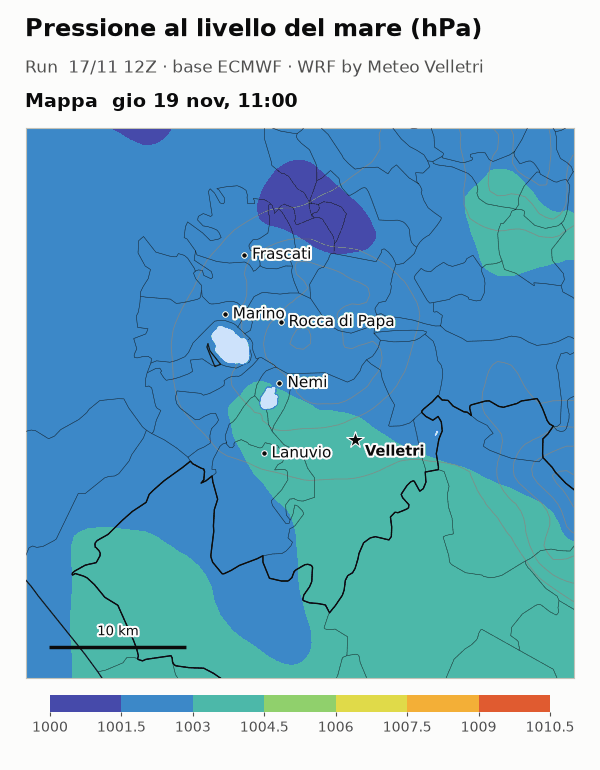 Pressione al livello del mare (hPa)
Run  17/11 12Z · base ECMWF · WRF by Meteo Velletri
Mappa  gio 19 nov, 11:00
Frascati
Marino
Rocca di Papa
Nemi
Velletri
Lanuvio
10 km
1000 1001.5 1003 1004.5 1006 1007.5 1009 1010.5